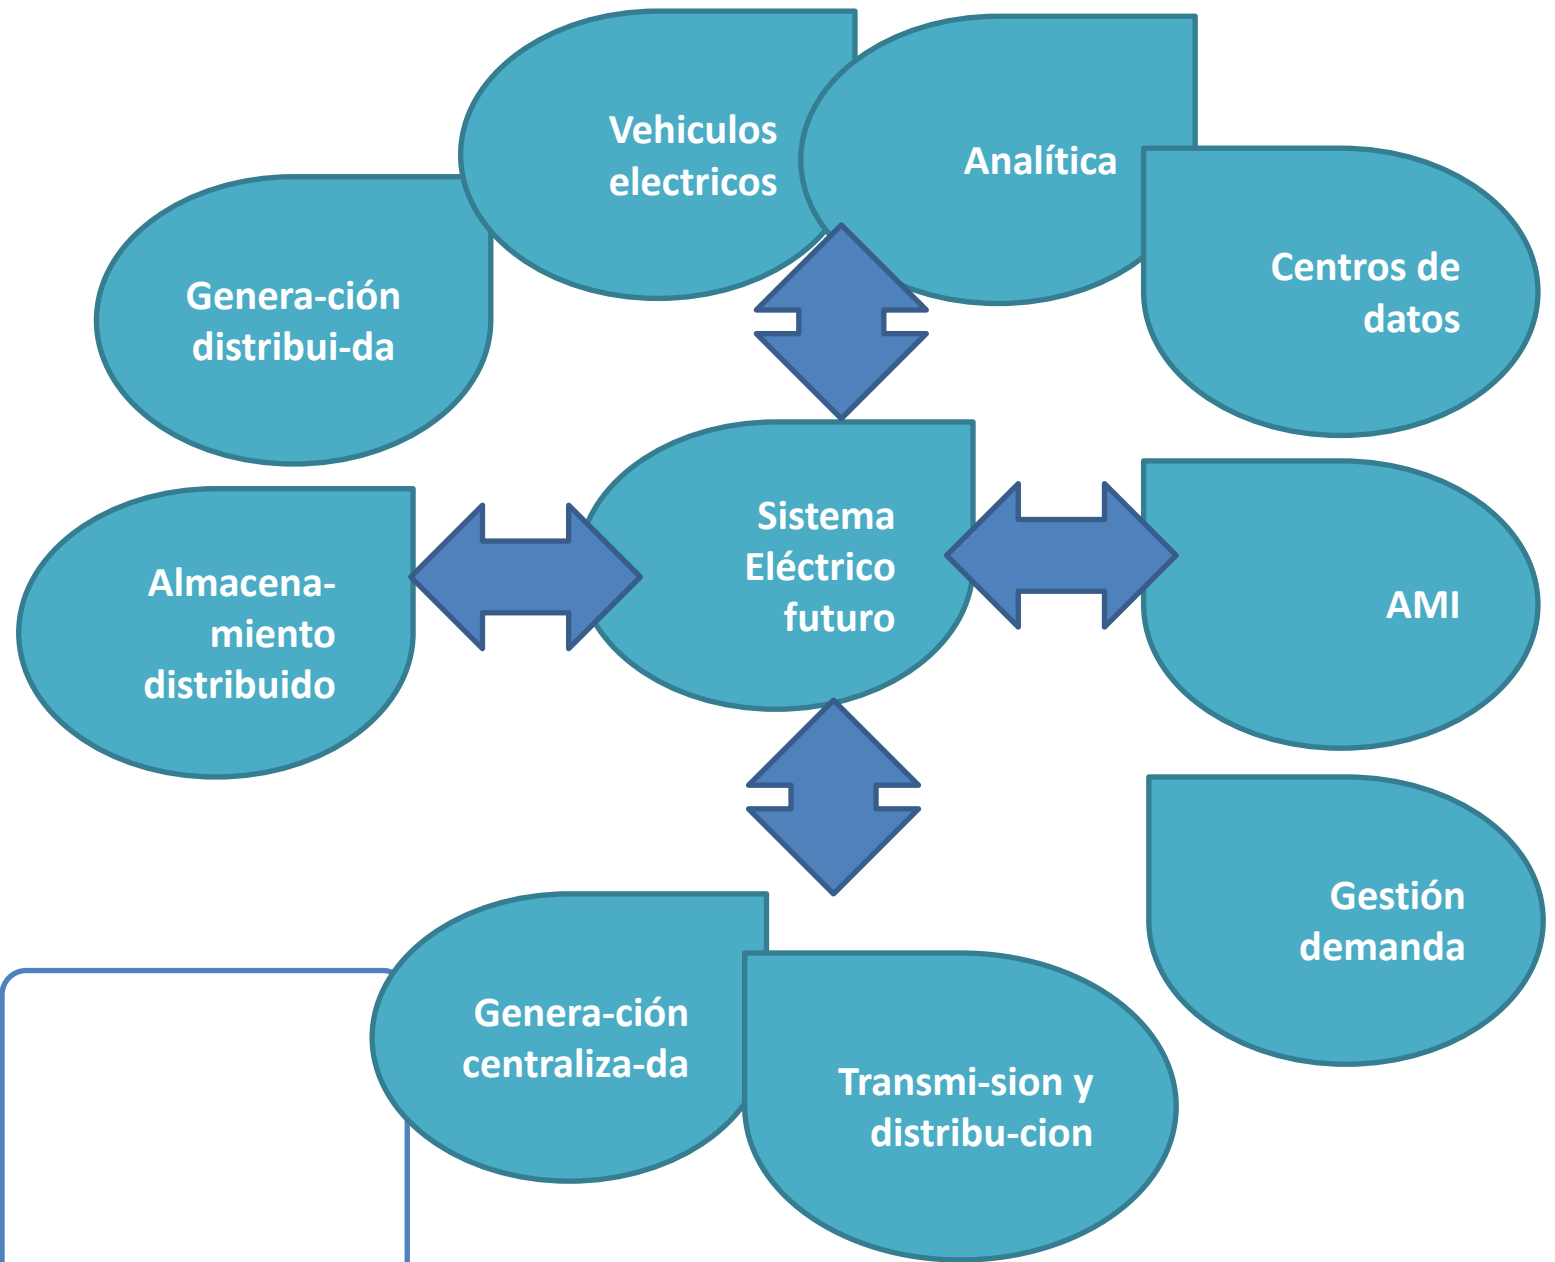 Vehiculos
electricos
Analítica
Genera-ción
distribui-da
Centros de
datos
Almacena-
miento
distribuido
Sistema
Eléctrico
futuro
AMI
Gestión
demanda
Genera-ción
centraliza-da
Transmi-sion y
distribu-cion